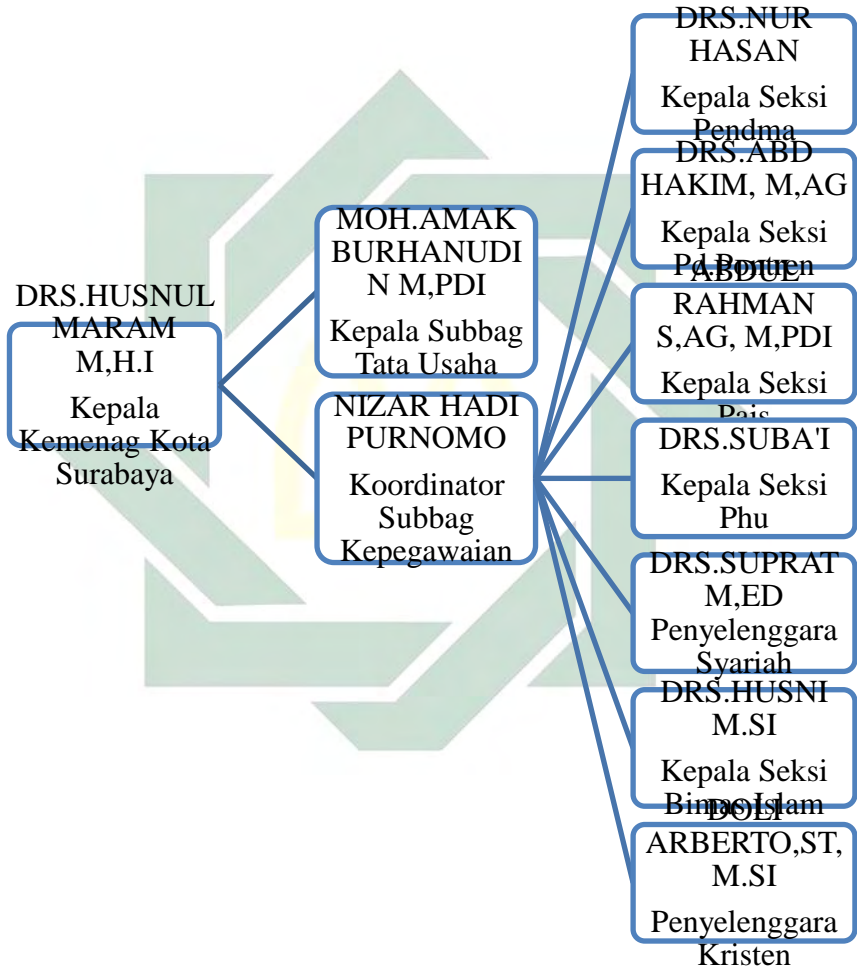 DRS.HUSNUL
MARAM
M,H.I
Kepala
Kemenag Kota
Surabaya
MOH.AMAK
BURHANUDI
N M,PDI
Kepala Subbag
Tata Usaha
NIZAR HADI
PURNOMO
Koordinator
Subbag
Kepegawaian
DRS.NUR
HASAN
Kepala Seksi
Pendma
DRS.ABD
HAKIM, M,AG
Kepala Seksi
Pd.Pontren
ABDUL
RAHMAN
S,AG, M,PDI
Kepala Seksi
Pais
DRS.SUBA'I
Kepala Seksi
Phu
DRS.SUPRAT
M,ED
Penyelenggara
Syariah
DRS.HUSNI
M.SI
Kepala Seksi
Bimas Islam
DOLI
ARBERTO,ST,
M.SI
Penyelenggara
Kristen